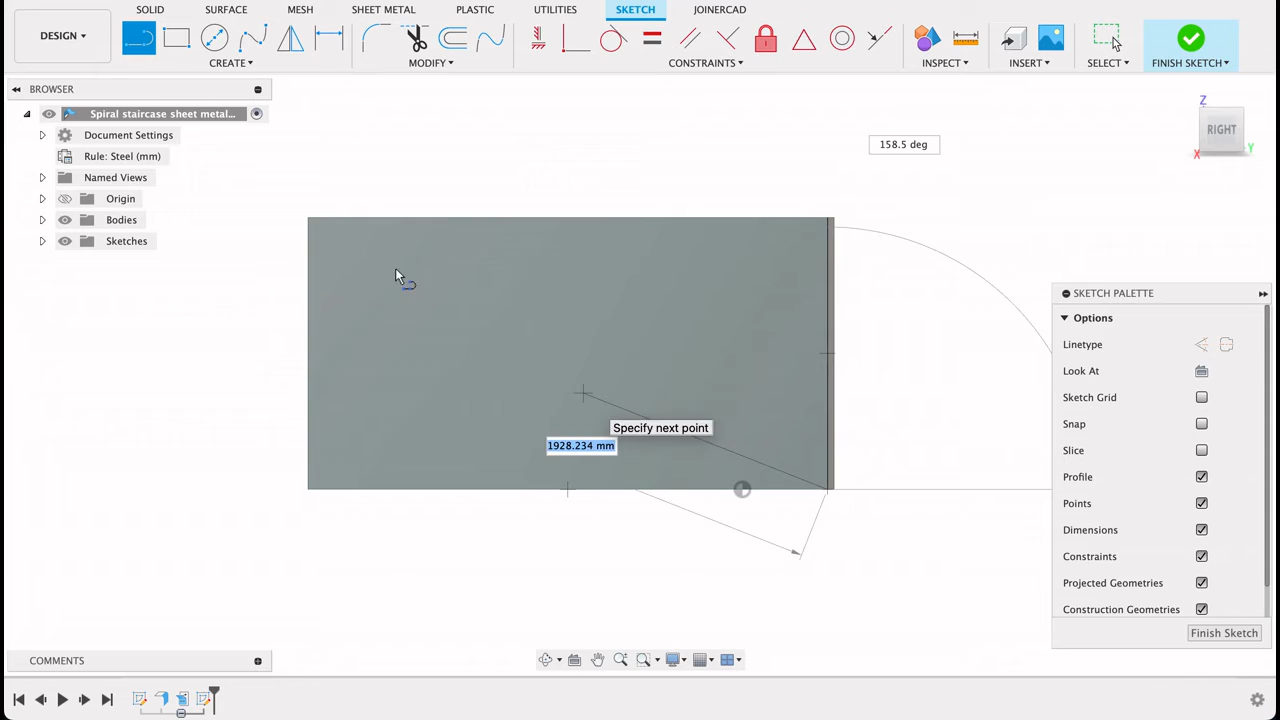 SOLID SURFACE MESH SHEET METAL PLASTIC UTILITIES SKETCH JOINERCAD
DESIGN
CREATE MODIFY CONSTRAINTS INSPECT INSERT SELECT FINISH SKETCH
BROWSER
Spiral staircase sheet metal...
Document Settings
Rule: Steel (mm)
Named Views
Origin
Bodies
Sketches
Z
RIGHT
X
Y
158.5 deg
Specify next point
1928.234 mm
SKETCH PALETTE
Options
Linetype
Look At
Sketch Grid
Snap
Slice
Profile
Points
Dimensions
Constraints
Projected Geometries
Construction Geometries
Finish Sketch
COMMENTS